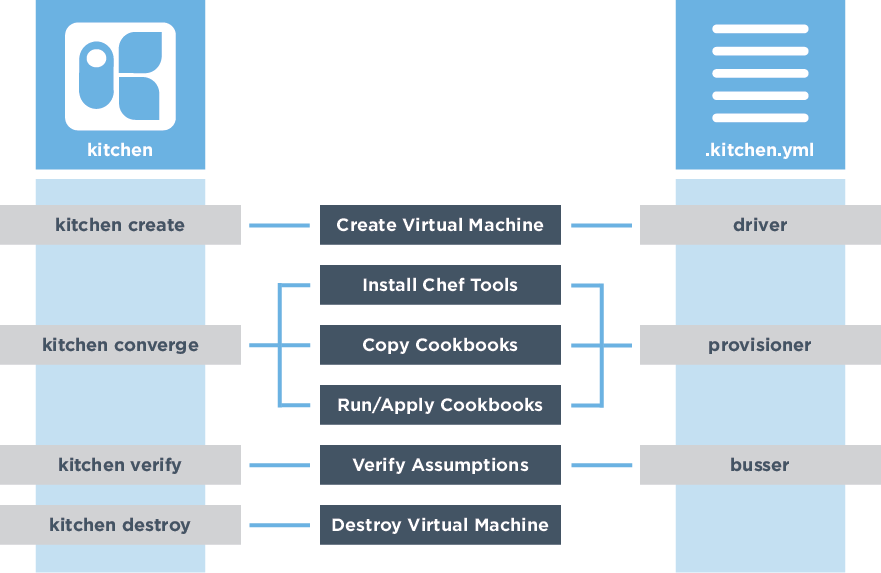 kitchen
.kitchen.yml
kitchen create
Create Virtual Machine
driver
Install Chef Tools
kitchen converge
Copy Cookbooks
provisioner
Run/Apply Cookbooks
kitchen verify
Verify Assumptions
busser
kitchen destroy
Destroy Virtual Machine